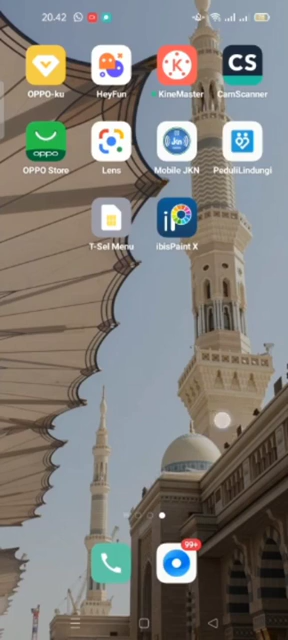 20.42
OPPO-ku
HeyFun
KineMaster
CS
CamScanner
oppo
OPPO Store
Lens
JKN
Mobile JKN
PeduliLindungi
T-Sel Menu
ibisPaint X
99+